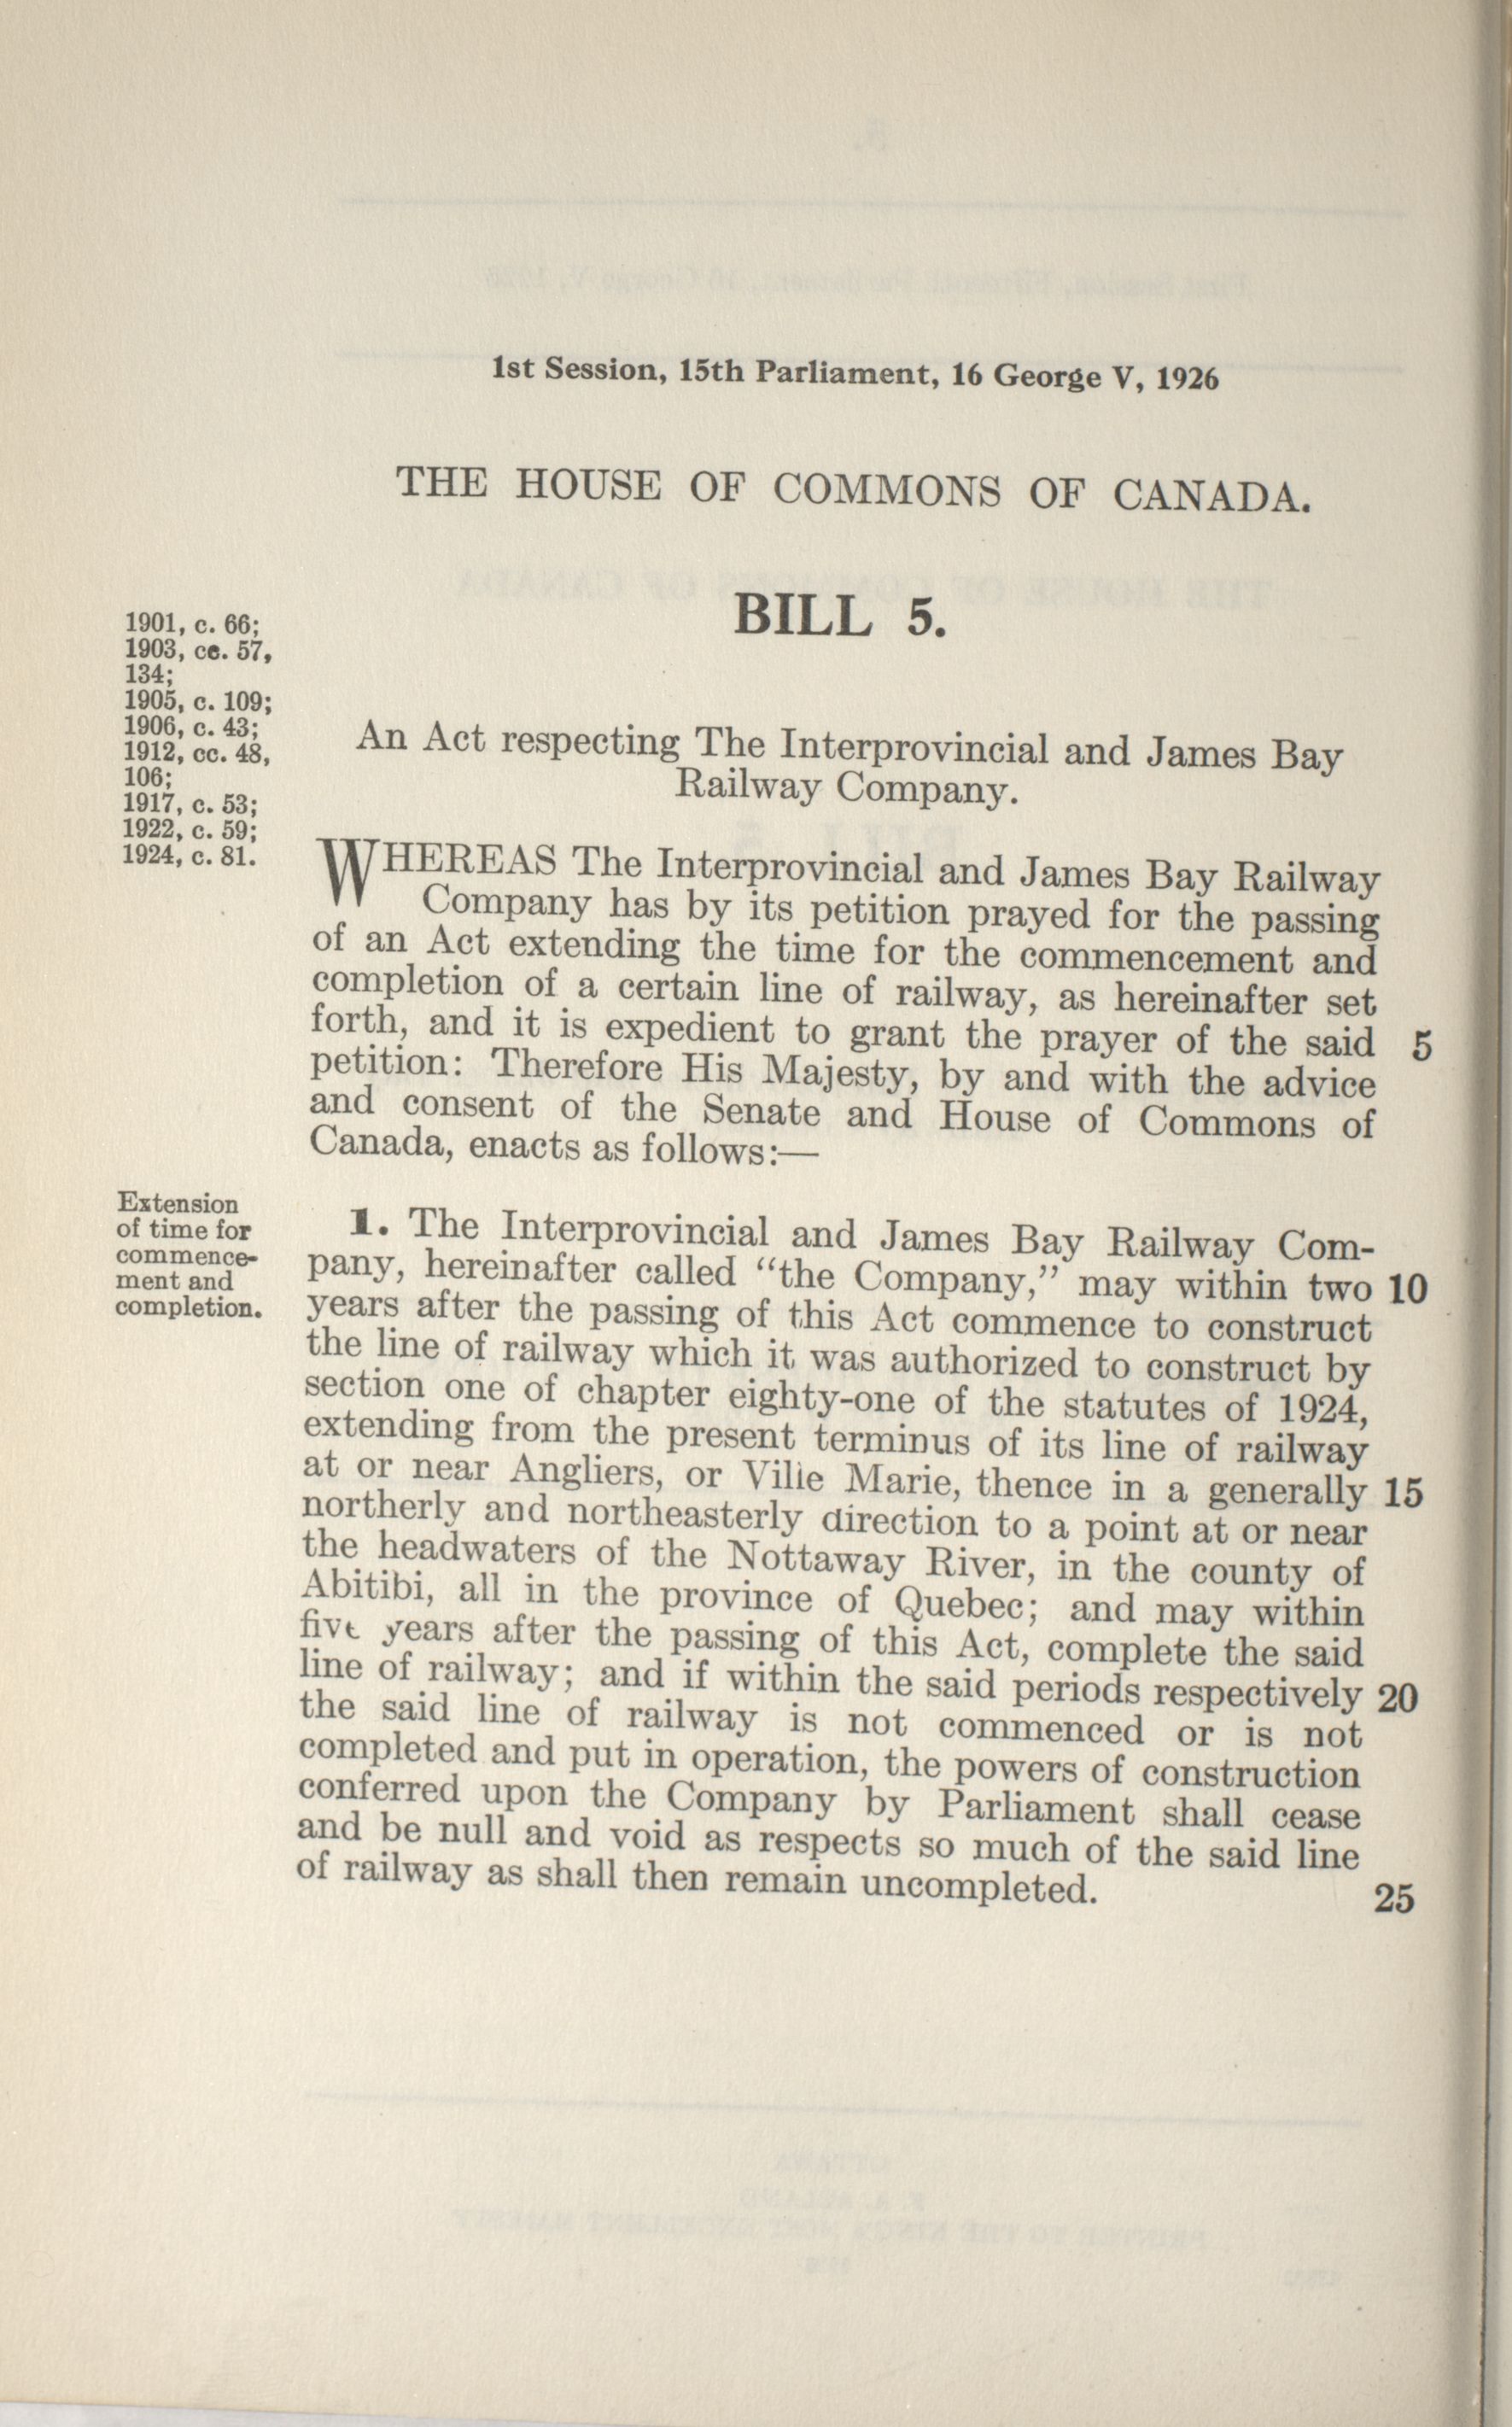 1st Session, 15th Parliament, 16 George V, 1926
THE HOUSE OF COMMONS OF CANADA.
BILL 5.
1901, c. 66;
1903, cc. 57,
134;
1905, c. 109;
1906, c. 43;
1912, cc. 48,
106;
1917, c. 53;
1922, c. 59;
1924, c. 81.
An Act respecting The Interprovincial and James Bay
Railway Company.
WHEREAS The Interprovincial and James Bay Railway
Company has by its petition prayed for the passing
of an Act extending the time for the commencement and
completion of a certain line of railway, as hereinafter set
forth, and it is expedient to grant the prayer of the said 5
petition: Therefore His Majesty, by and with the advice
and consent of the Senate and House of Commons of
Canada, enacts as follows:—
Extension
of time for
commence-
ment and
completion.
1. The Interprovincial and James Bay Railway Com-
pany, hereinafter called "the Company," may within two 10
years after the passing of this Act commence to construct
the line of railway which it was authorized to construct by
section one of chapter eighty-one of the statutes of 1924,
extending from the present terminus of its line of railway
at or near Angliers, or Ville Marie, thence in a generally 15
northerly and northeasterly direction to a point at or near
the headwaters of the Nottaway River, in the county of
Abitibi, all in the province of Quebec; and may within
five years after the passing of this Act, complete the said
line of railway; and if within the said periods respectively 20
the said line of railway is not commenced or is not
completed and put in operation, the powers of construction
conferred upon the Company by Parliament shall cease
and be null and void as respects so much of the said line
of railway as shall then remain uncompleted. 25